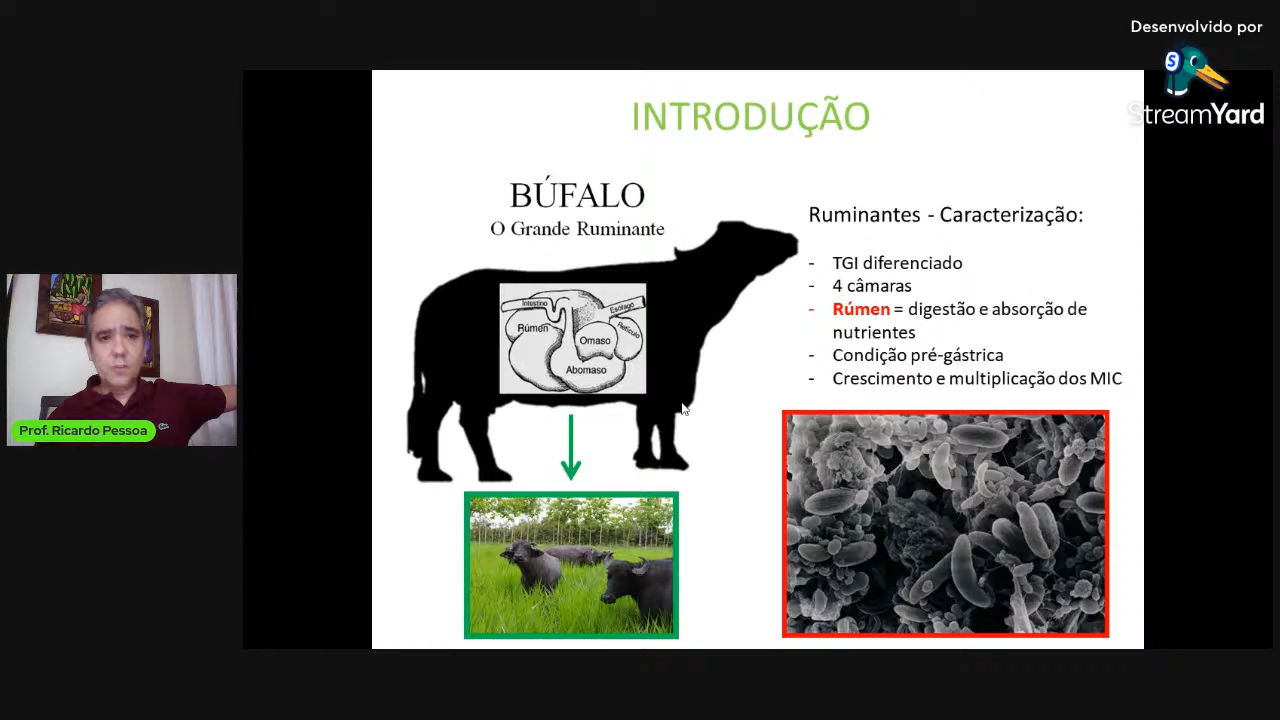 Desenvolvido por
StreamYard
INTRODUÇÃO
BÚFALO
O Grande Ruminante
Intestino
Esofago
Rúmen
Retículo
Omaso
Abomaso
Ruminantes - Caracterização:
- TGI diferenciado
- 4 câmaras
- Rúmen = digestão e absorção de
nutrientes
- Condição pré-gástrica
- Crescimento e multiplicação dos MIC
Prof. Ricardo Pessoa